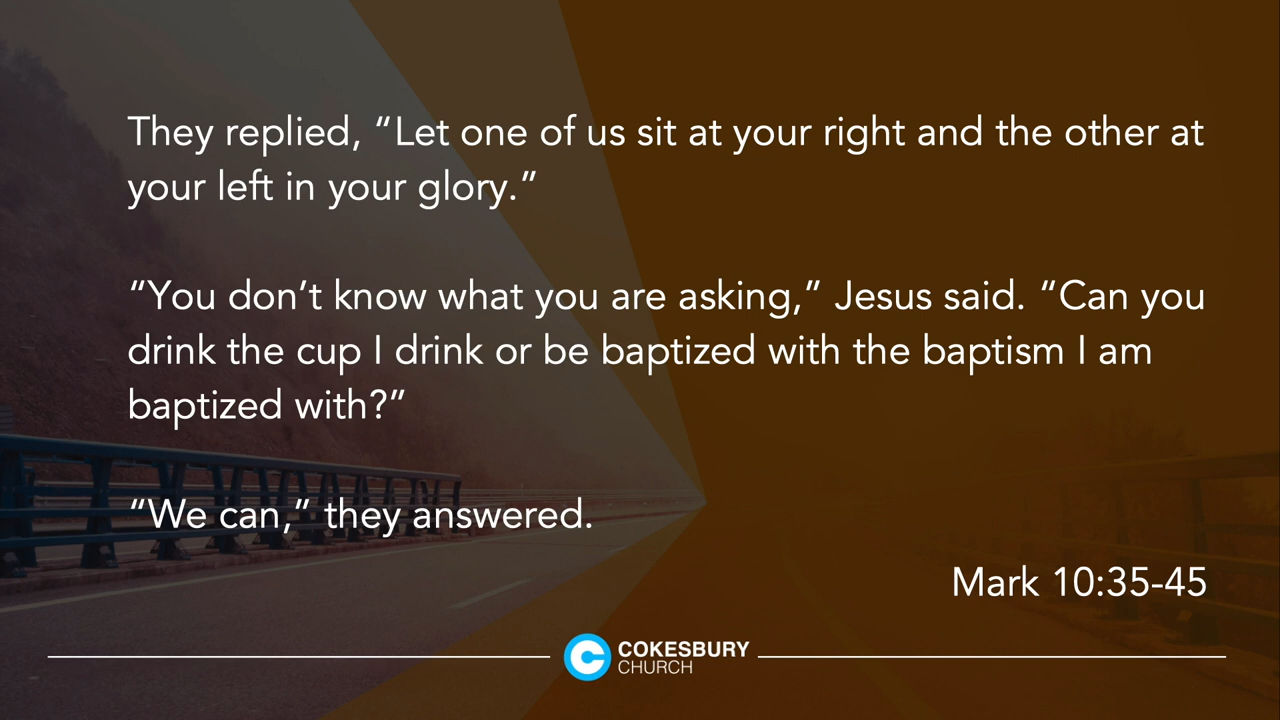 They replied, “Let one of us sit at your right and the other at
your left in your glory.”
“You don’t know what you are asking,” Jesus said. “Can you
drink the cup I drink or be baptized with the baptism I am
baptized with?”
“We can,” they answered.
Mark 10:35-45
COKESBURY
CHURCH